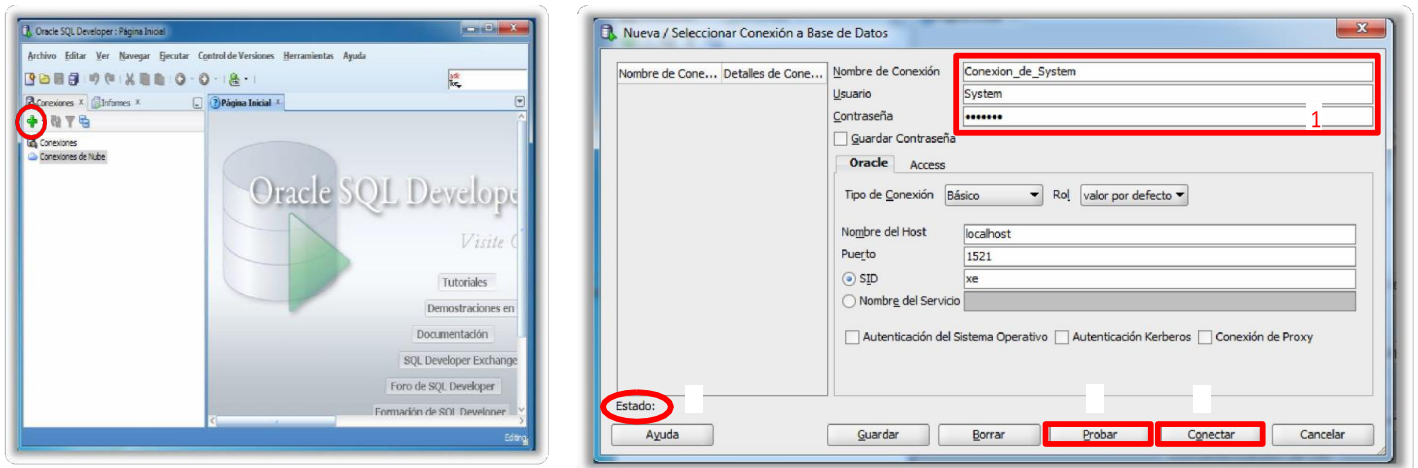 Oracle SQL Developer : Página Inicial
Archivo Editar Ver Navegar Ejecutar Control de Versiones Herramientas Ayuda
Conexiones Informes Página Inicial
Conexiones
Conexiones de Nube
Oracle SQL Develope
Visite
Tutoriales
Demostraciones en
Documentación
SQL Developer Exchange
Foro de SQL Developer
Formación de SQL Developer
Editing
Nueva / Seleccionar Conexión a Base de Datos
Nombre de Cone... Detalles de Cone...
Nombre de Conexión Conexion_de_System
Usuario System
Contraseña •••••••
1
Guardar Contraseña
Oracle Access
Tipo de Conexión Básico Rol valor por defecto
Nombre del Host localhost
Puerto 1521
SID xe
Nombre del Servicio
Autenticación del Sistema Operativo Autenticación Kerberos Conexión de Proxy
Estado:
Ayuda Guardar Borrar Probar Conectar Cancelar